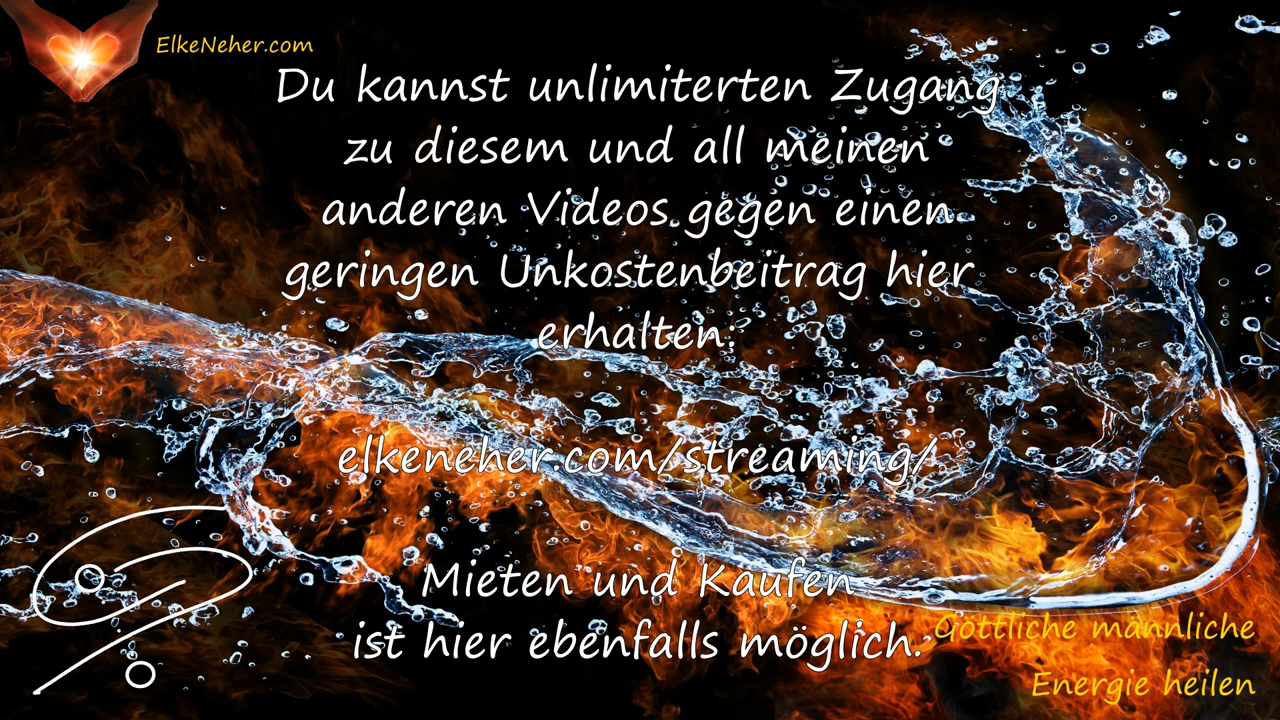 ElkeNeher.com
Du kannst unlimiterten Zugang
zu diesem und all meinen
anderen Videos gegen einen
geringen Unkostenbeitrag hier
erhalten:
elkeneher.com/streaming/
Mieten und Kaufen
ist hier ebenfalls möglich.
Göttliche männliche
Energie heilen